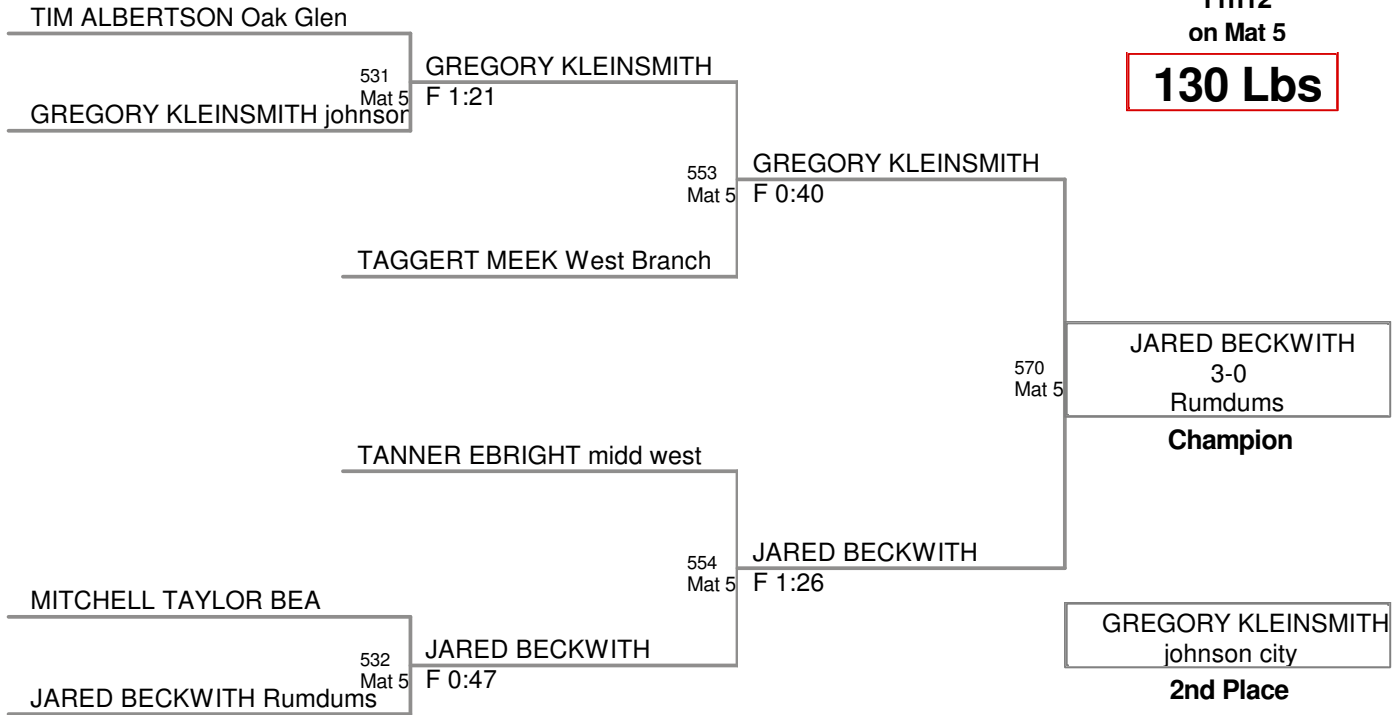 TIM ALBERTSON Oak Glen
on Mat 5
130 Lbs
531
Mat 5
GREGORY KLEINSMITH
F 1:21
GREGORY KLEINSMITH johnson
553
Mat 5
GREGORY KLEINSMITH
F 0:40
TAGGERT MEEK West Branch
570
Mat 5
JARED BECKWITH
3-0
Rumdums
Champion
TANNER EBRIGHT midd west
554
Mat 5
JARED BECKWITH
F 1:26
MITCHELL TAYLOR BEA
532
Mat 5
JARED BECKWITH
F 0:47
JARED BECKWITH Rumdums
GREGORY KLEINSMITH
johnson city
2nd Place